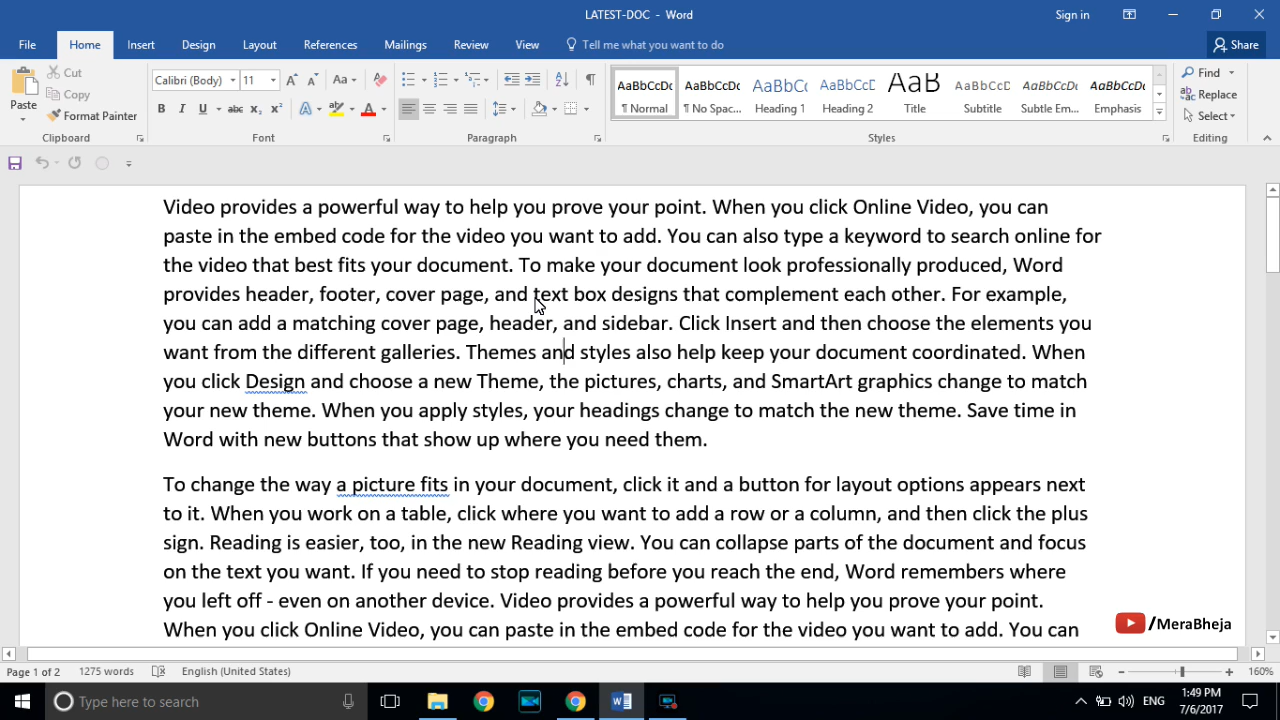 LATEST-DOC - Word
Sign in
File Home Insert Design Layout References Mailings Review View Tell me what you want to do Share
Paste
Cut
Copy
Format Painter
Clipboard
Calibri (Body) 11
Font
Paragraph
AaBbCcDc AaBbCcDc AaBbCc AaBbCcD AaB AaBbCcD AaBbCcDc AaBbCcDc
¶ Normal ¶ No Spac... Heading 1 Heading 2 Title Subtitle Subtle Em... Emphasis
Styles
Find
Replace
Select
Editing
Video provides a powerful way to help you prove your point. When you click Online Video, you can
paste in the embed code for the video you want to add. You can also type a keyword to search online for
the video that best fits your document. To make your document look professionally produced, Word
provides header, footer, cover page, and text box designs that complement each other. For example,
you can add a matching cover page, header, and sidebar. Click Insert and then choose the elements you
want from the different galleries. Themes and styles also help keep your document coordinated. When
you click Design and choose a new Theme, the pictures, charts, and SmartArt graphics change to match
your new theme. When you apply styles, your headings change to match the new theme. Save time in
Word with new buttons that show up where you need them.
To change the way a picture fits in your document, click it and a button for layout options appears next
to it. When you work on a table, click where you want to add a row or a column, and then click the plus
sign. Reading is easier, too, in the new Reading view. You can collapse parts of the document and focus
on the text you want. If you need to stop reading before you reach the end, Word remembers where
you left off - even on another device. Video provides a powerful way to help you prove your point.
When you click Online Video, you can paste in the embed code for the video you want to add. You can
/MeraBheja
Page 1 of 2 1275 words English (United States) 160%
Type here to search
ENG
1:49 PM
7/6/2017